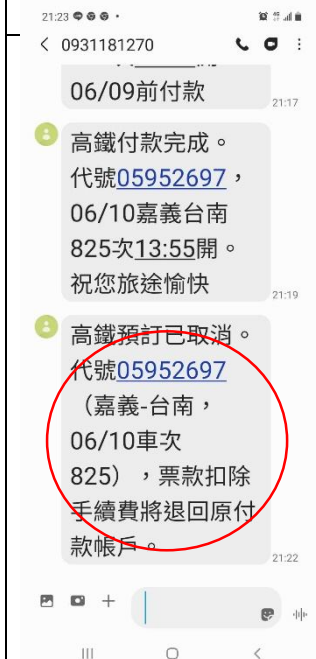 21:23
0931181270
06/09前付款
21:17
高鐵付款完成。
代號05952697，
06/10嘉義台南
825次13:55開。
祝您旅途愉快
21:19
高鐵預訂已取消。
代號05952697
（嘉義-台南，
06/10車次
825），票款扣除
手續費將退回原付
款帳戶。
21:22